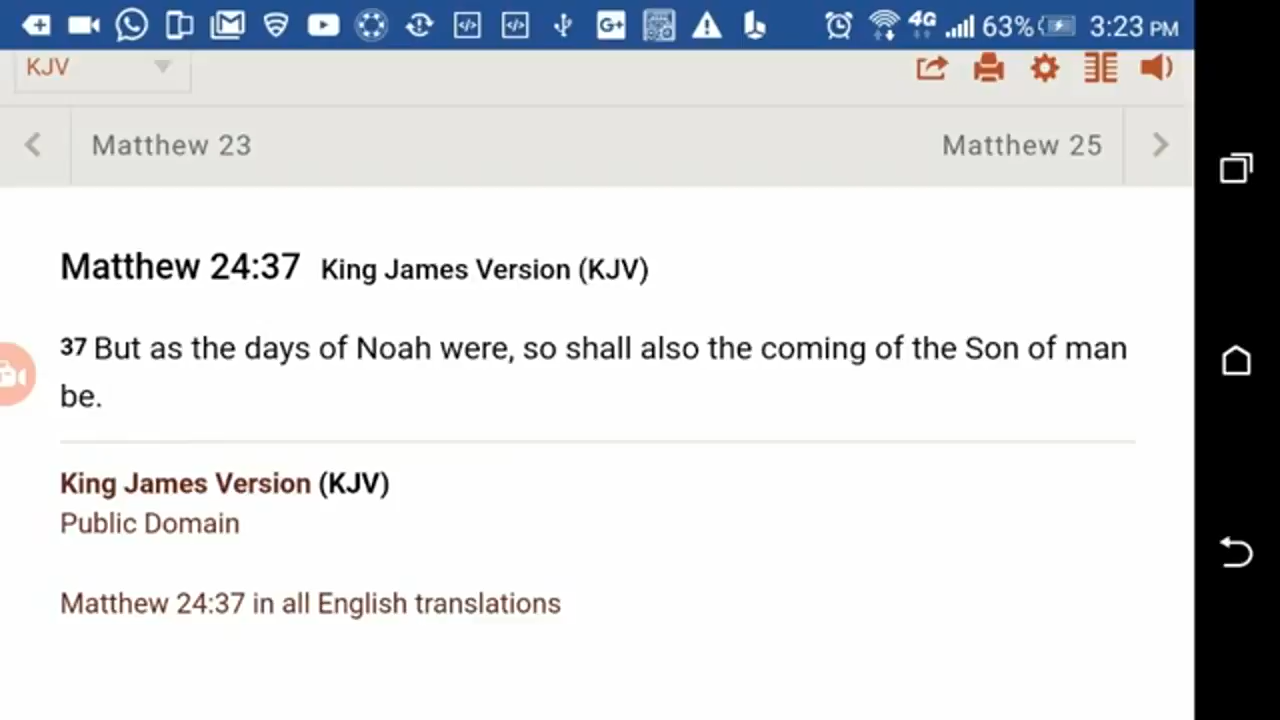 4G 63% 3:23 PM
KJV
Matthew 23 Matthew 25
Matthew 24:37 King James Version (KJV)
37 But as the days of Noah were, so shall also the coming of the Son of man
be.
King James Version (KJV)
Public Domain
Matthew 24:37 in all English translations